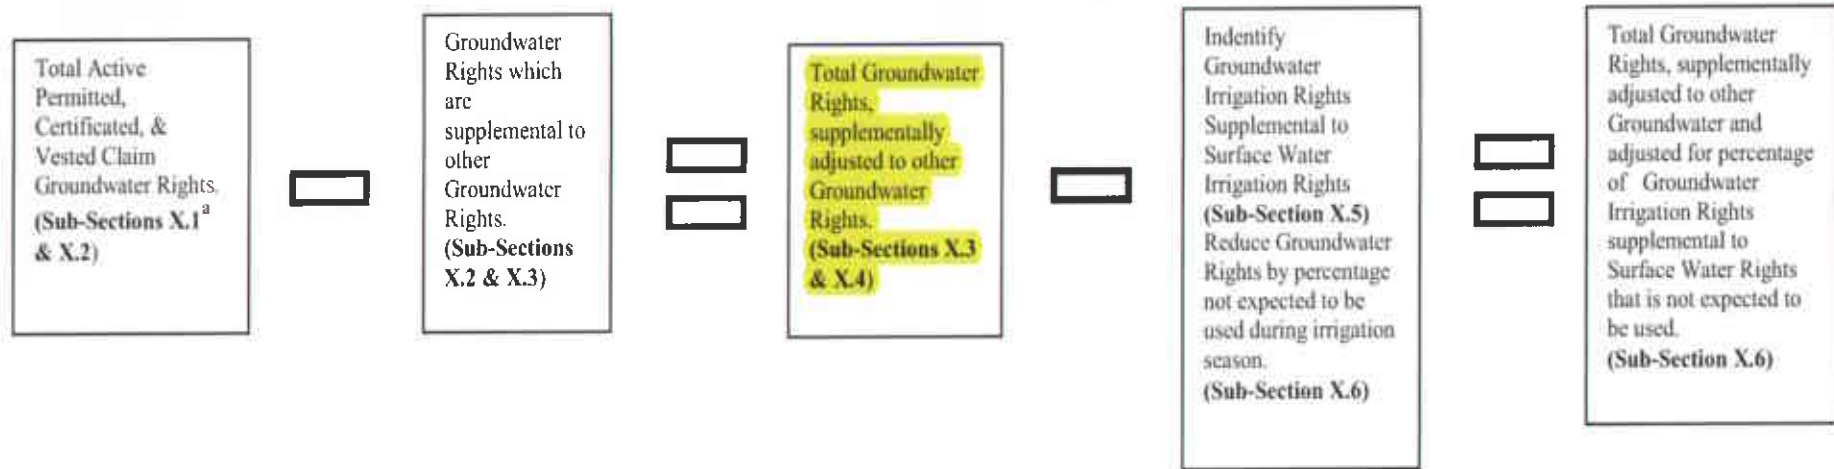 Total Active
Permitted,
Certificated, &
Vested Claim
Groundwater Rights.
(Sub-Sections X.1a
& X.2)
Groundwater
Rights which
are
supplemental to
other
Groundwater
Rights.
(Sub-Sections
X.2 & X.3)
Total Groundwater
Rights,
supplementally
adjusted to other
Groundwater
Rights.
(Sub-Sections X.3
& X.4)
Indentify
Groundwater
Irrigation Rights
Supplemental to
Surface Water
Irrigation Rights
(Sub-Section X.5)
Reduce Groundwater
Rights by percentage
not expected to be
used during irrigation
season.
(Sub-Section X.6)
Total Groundwater
Rights, supplementally
adjusted to other
Groundwater and
adjusted for percentage
of Groundwater
Irrigation Rights
supplemental to
Surface Water Rights
that is not expected to
be used.
(Sub-Section X.6)